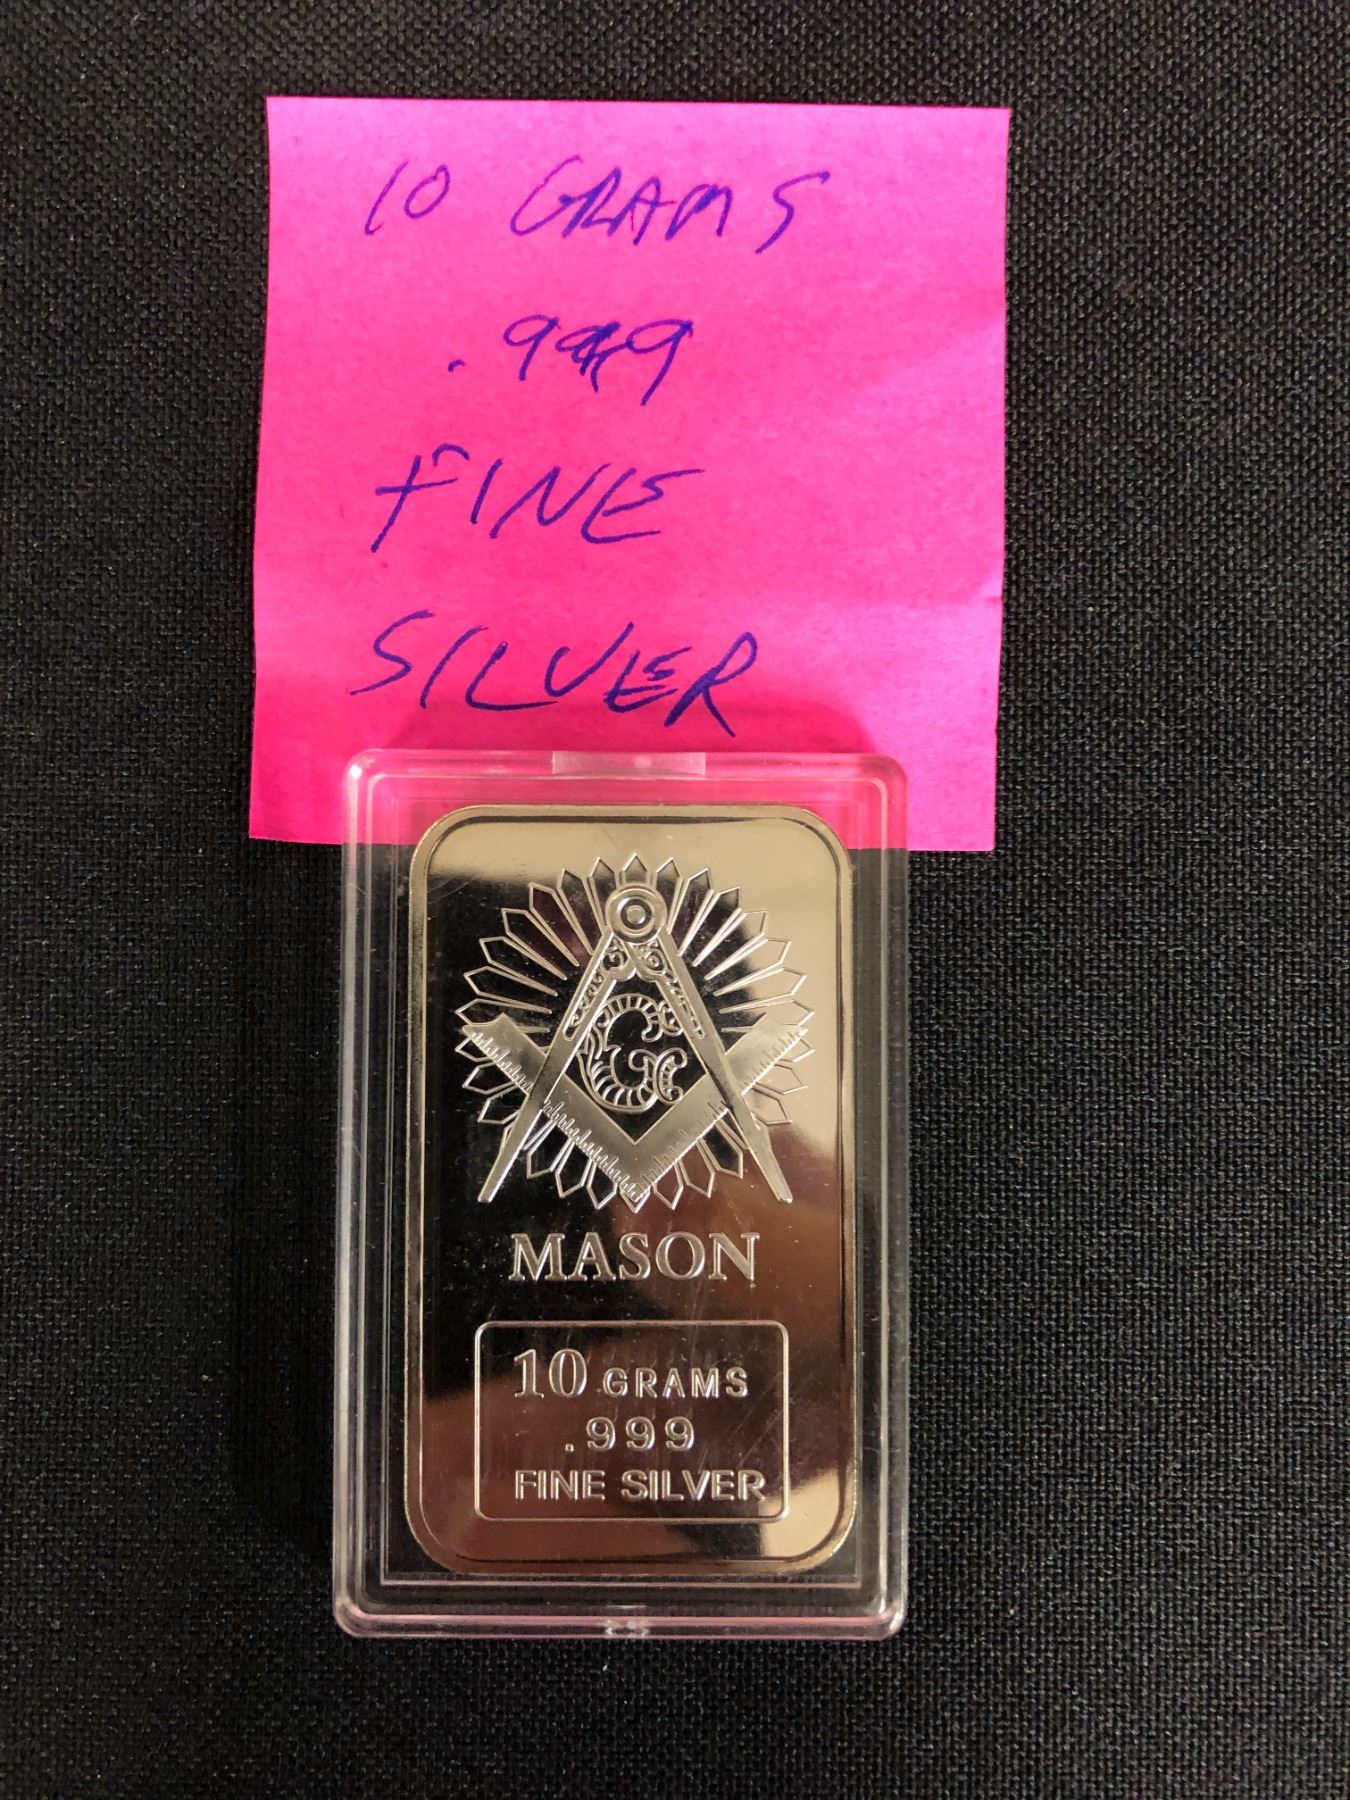 10 GRAMS
.999
FINE
SILVER
G
MASON
10 GRAMS
.999
FINE SILVER